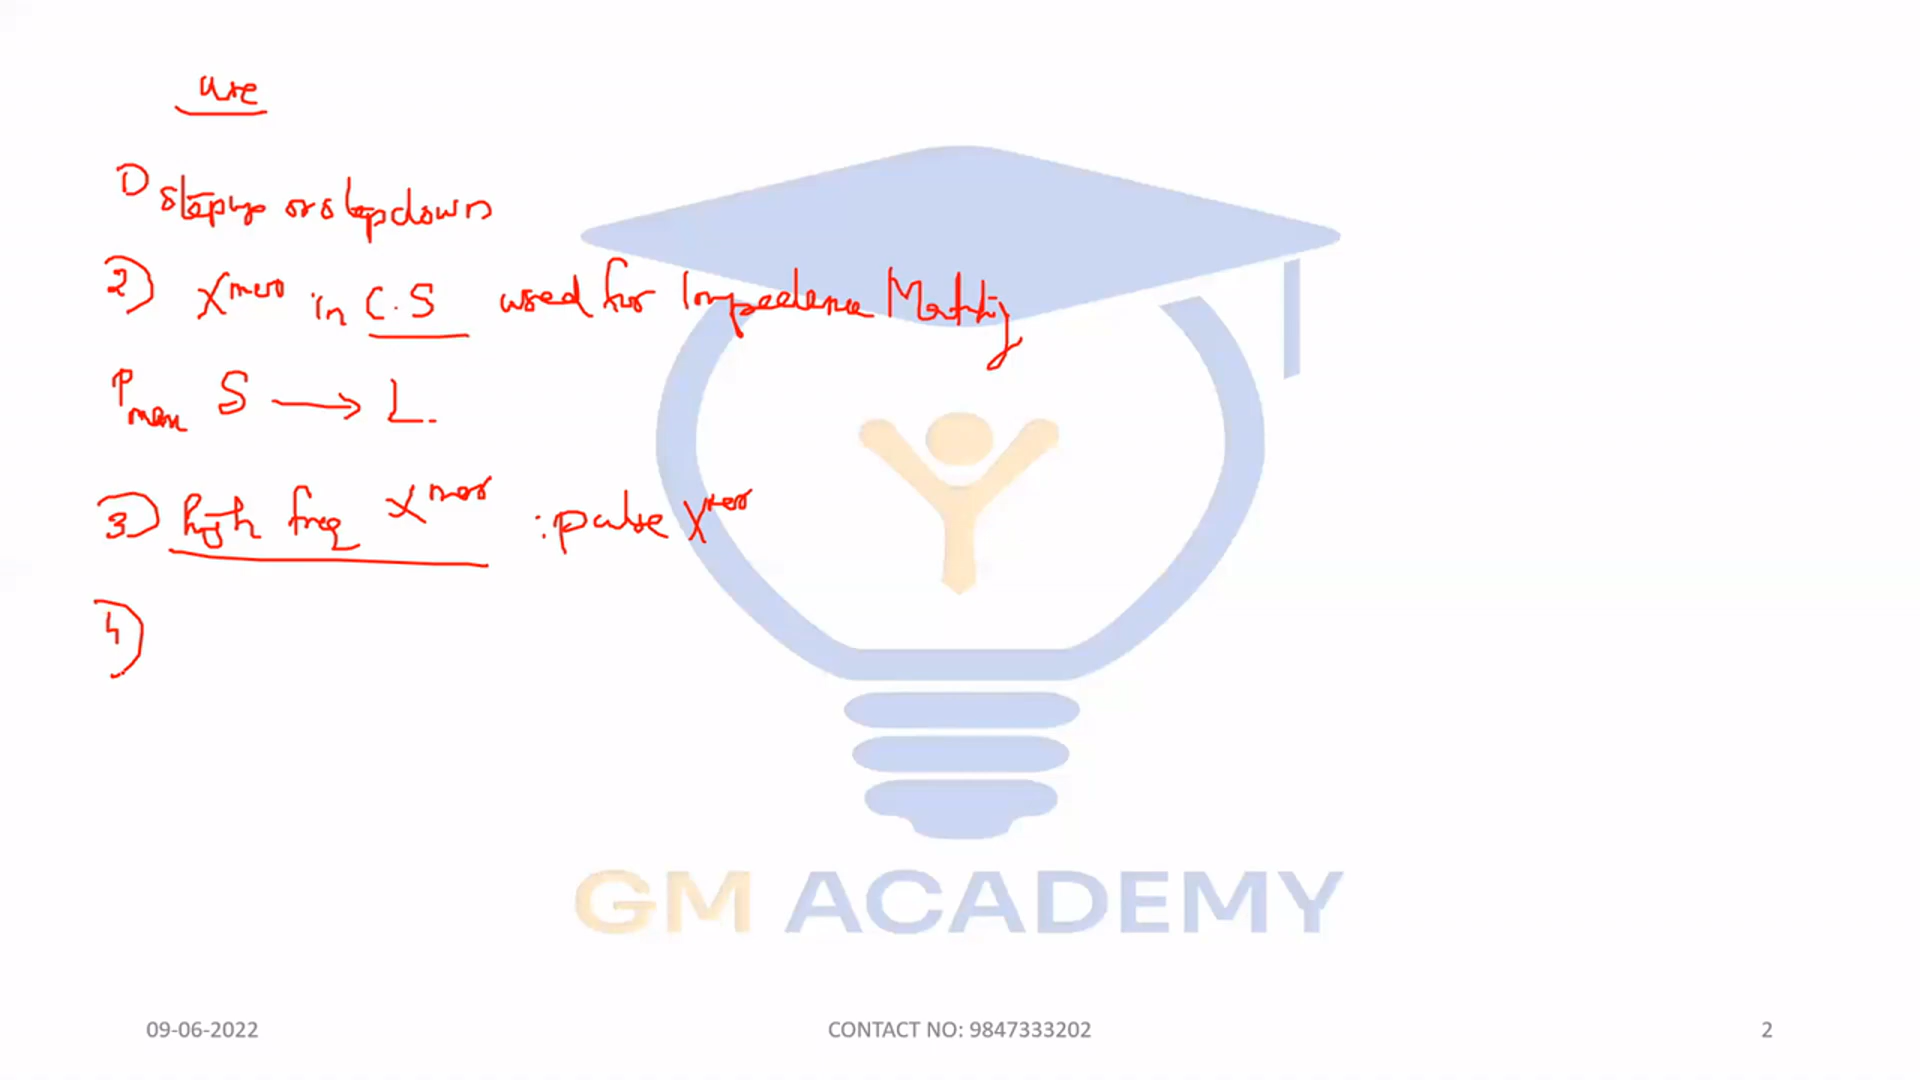 use
1) Stepup or stepdown
2) Xmer in C.S used for Impedence Matching
Pmax S → L.
3) high freq Xmer : pulse Xmer
4)
GM ACADEMY
09-06-2022
CONTACT NO: 9847333202
2